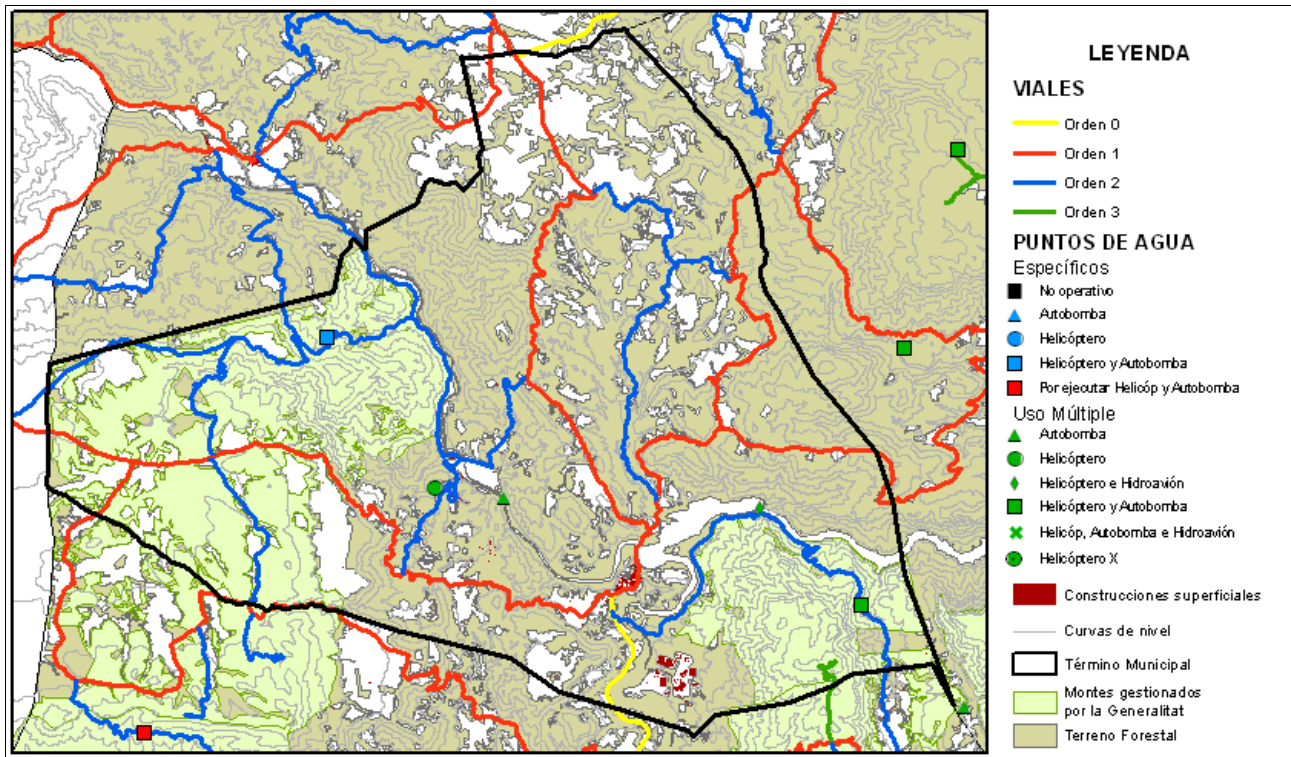 LEYENDA
VIALES
Orden 0
Orden 1
Orden 2
Orden 3
PUNTOS DE AGUA
Específicos
No operativo
Autobomba
Helicóptero
Helicóptero y Autobomba
Por ejecutar Helicóp y Autobomba
Uso Múltiple
Autobomba
Helicóptero
Helicóptero e Hidroavión
Helicóptero y Autobomba
Helicóp, Autobomba e Hidroavión
Helicóptero X
Construcciones superficiales
Curvas de nivel
Término Municipal
Montes gestionados
por la Generalitat
Terreno Forestal